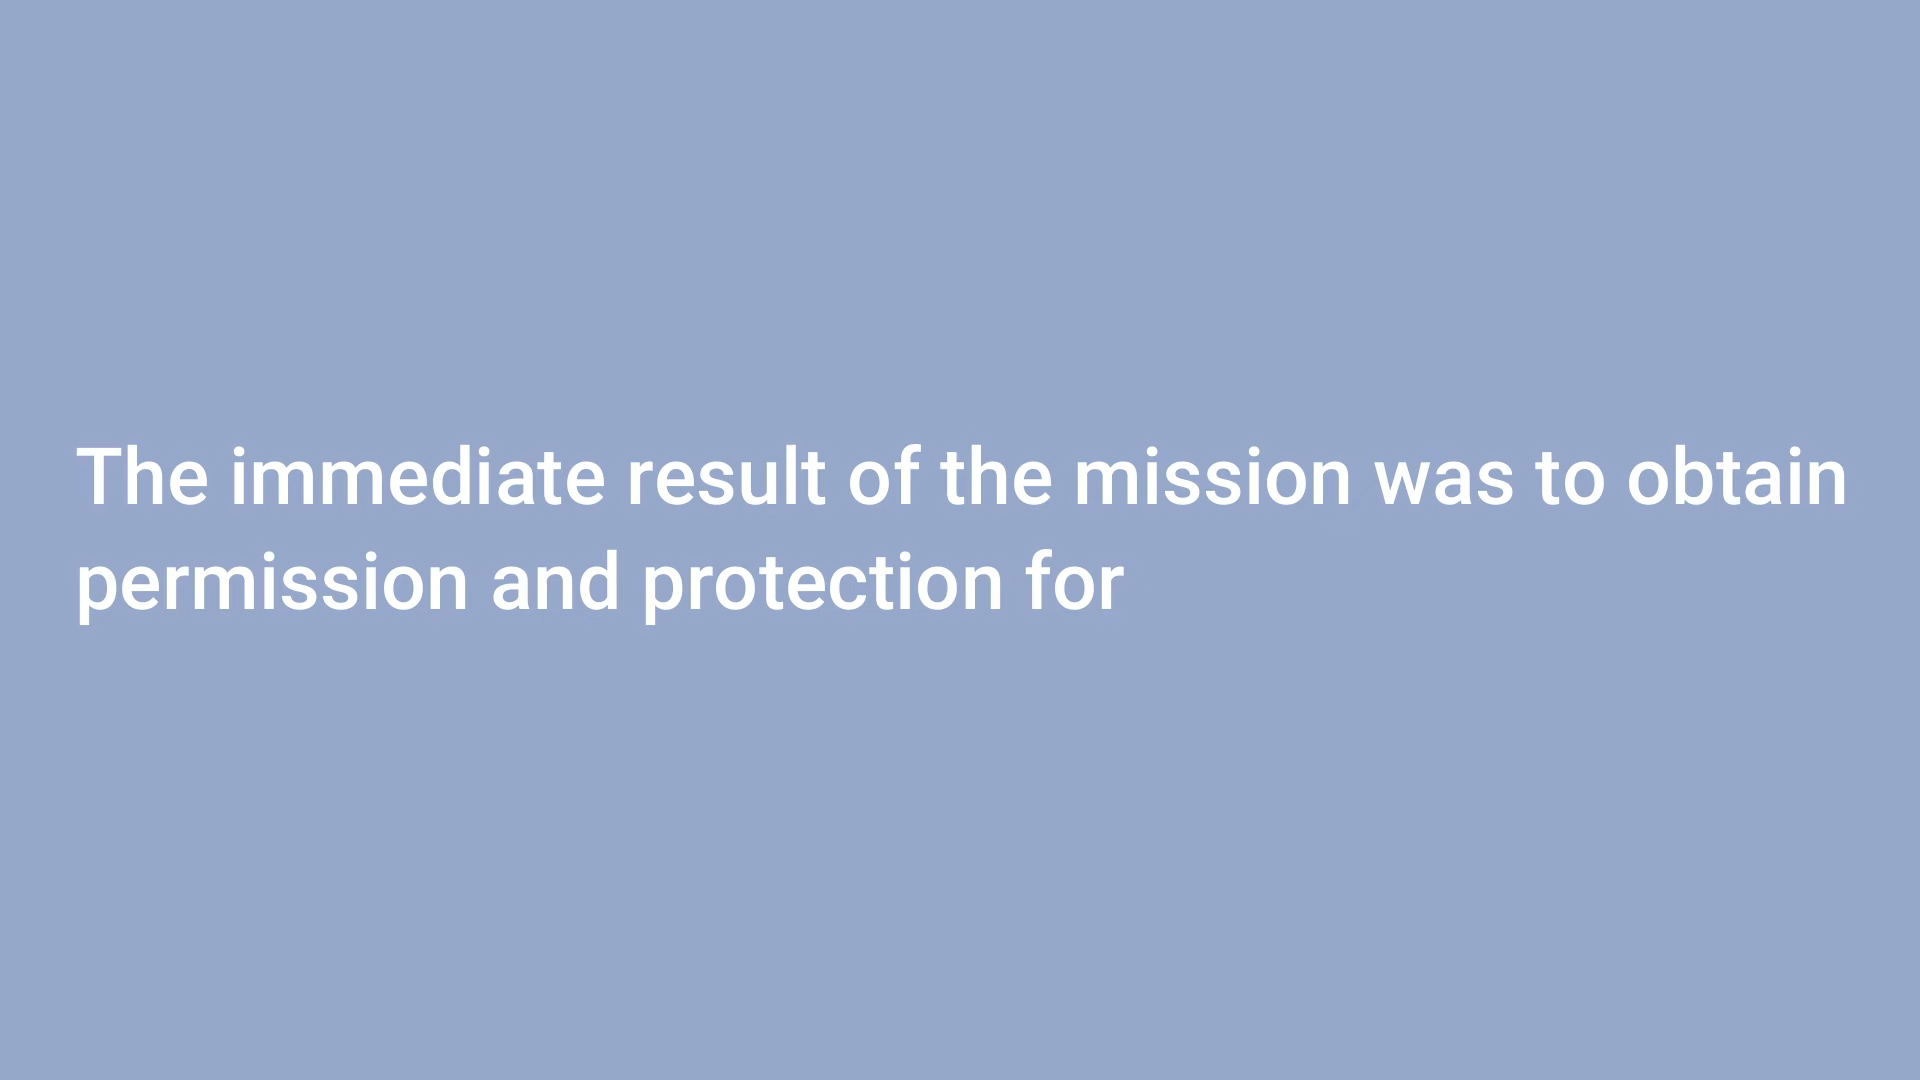 The immediate result of the mission was to obtain
permission and protection for